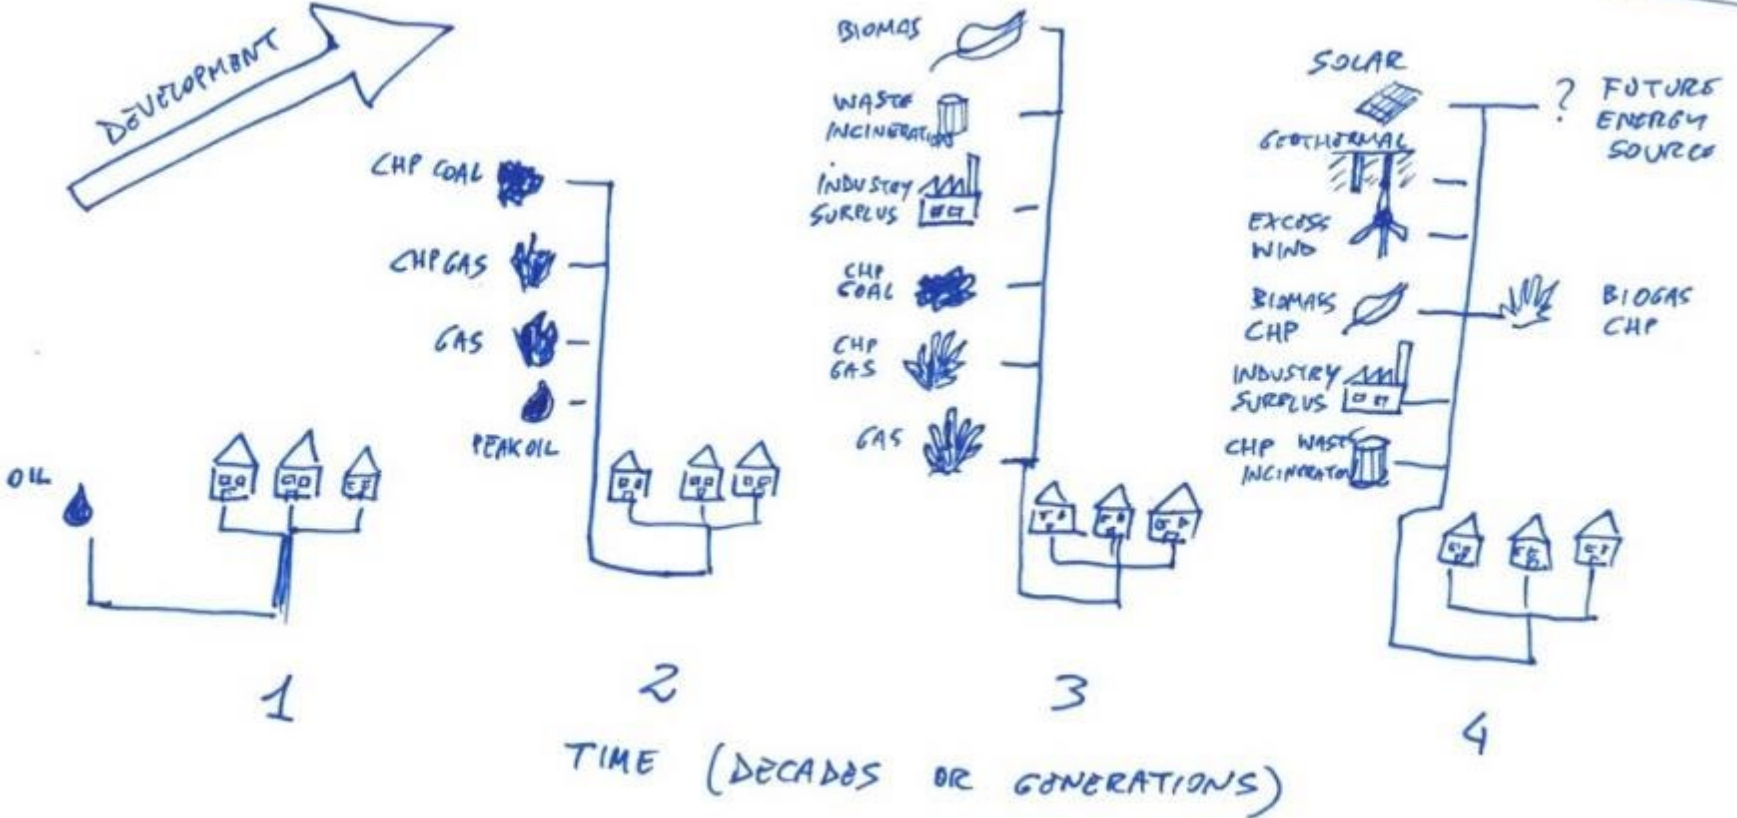 DEVELOPMENT
OIL
1
CHP COAL
CHP GAS
GAS
PEAK OIL
2
BIOMAS
WASTE
INCINERATION
INDUSTRY
SURPLUS
CHP
COAL
CHP
GAS
GAS
3
SOLAR
? FUTURE
ENERGY
SOURCE
GEOTHERMAL
EXCESS
WIND
BIOMASS
CHP
BIOGAS
CHP
INDUSTRY
SURPLUS
CHP WASTE
INCINERATON
4
TIME (DECADES OR GENERATIONS)